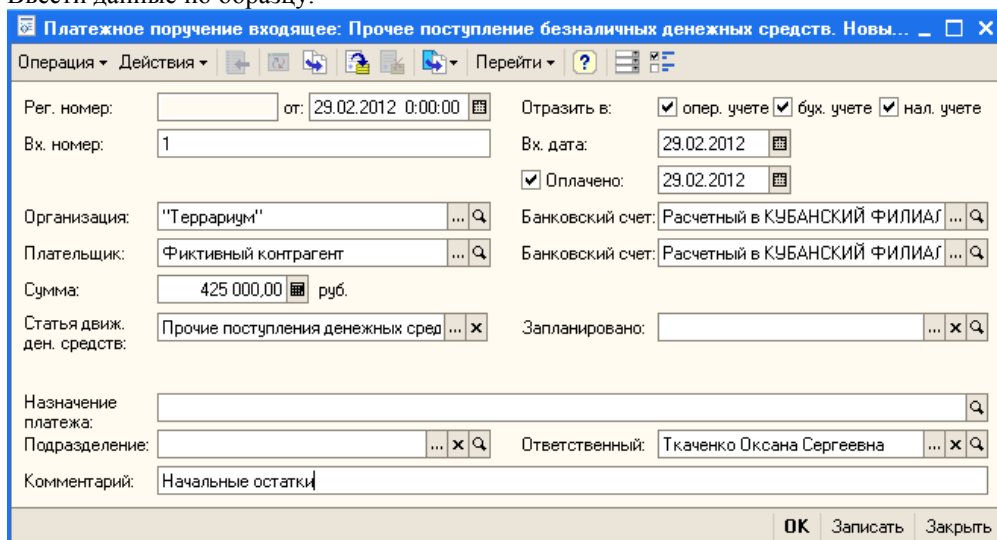 Ввести данные по образцу.
Платежное поручение входящее: Прочее поступление безналичных денежных средств. Новы...
Операция Действия Перейти ?
Рег. номер: от: 29.02.2012 0:00:00 Отразить в: опер. учете бух. учете нал. учете
Вх. номер: 1 Вх. дата: 29.02.2012
Оплачено: 29.02.2012
Организация: "Террариум" ... Банковский счет: Расчетный в КУБАНСКИЙ ФИЛИАЛ ...
Плательщик: Фиктивный контрагент ... Банковский счет: Расчетный в КУБАНСКИЙ ФИЛИАЛ ...
Сумма: 425 000,00 руб.
Статья движ. ден. средств: Прочие поступления денежных сред ... x Запланировано: ... x
Назначение платежа:
Подразделение: ... x Ответственный: Ткаченко Оксана Сергеевна ... x
Комментарий: Начальные остатки
OK Записать Закрыть